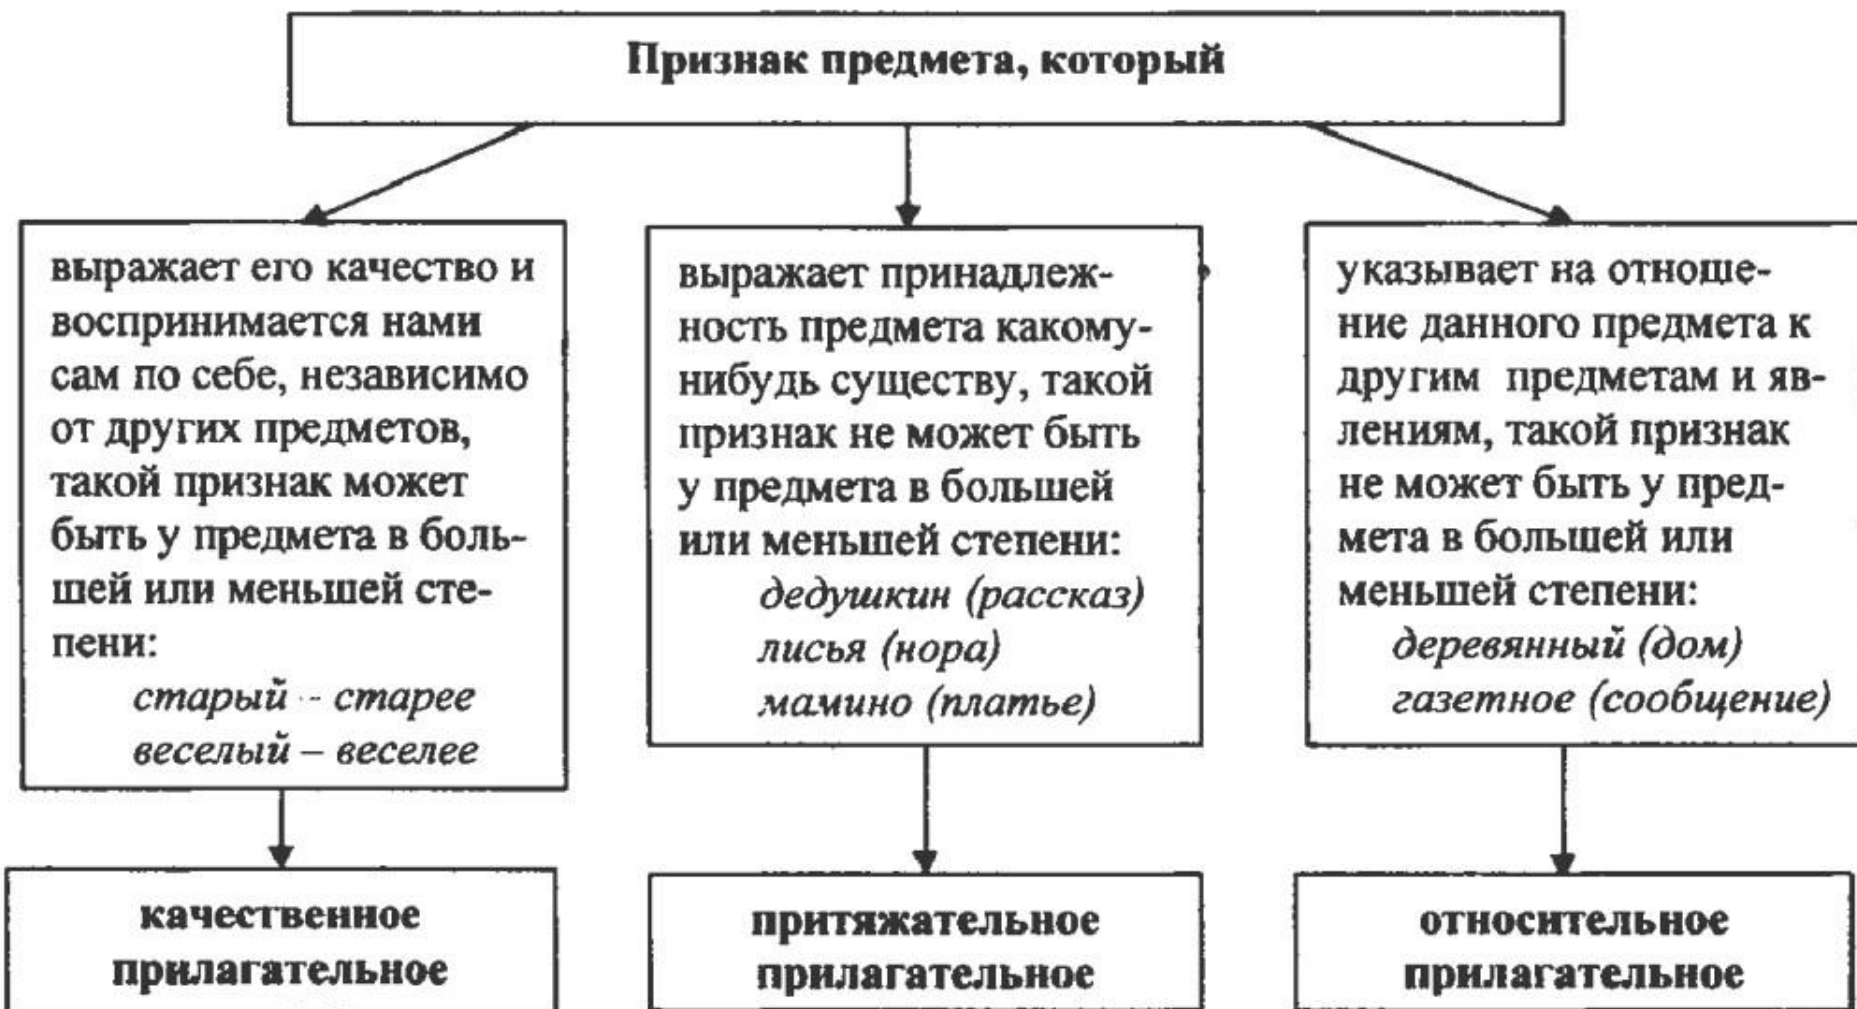 Признак предмета, который
выражает его качество и
воспринимается нами
сам по себе, независимо
от других предметов,
такой признак может
быть у предмета в боль-
шей или меньшей сте-
пени:
старый - старее
веселый – веселее
выражает принадлеж-
ность предмета какому-
нибудь существу, такой
признак не может быть
у предмета в большей
или меньшей степени:
дедушкин (рассказ)
лисья (нора)
мамино (платье)
указывает на отноше-
ние данного предмета к
другим предметам и яв-
лениям, такой признак
не может быть у пред-
мета в большей или
меньшей степени:
деревянный (дом)
газетное (сообщение)
качественное
прилагательное
притяжательное
прилагательное
относительное
прилагательное